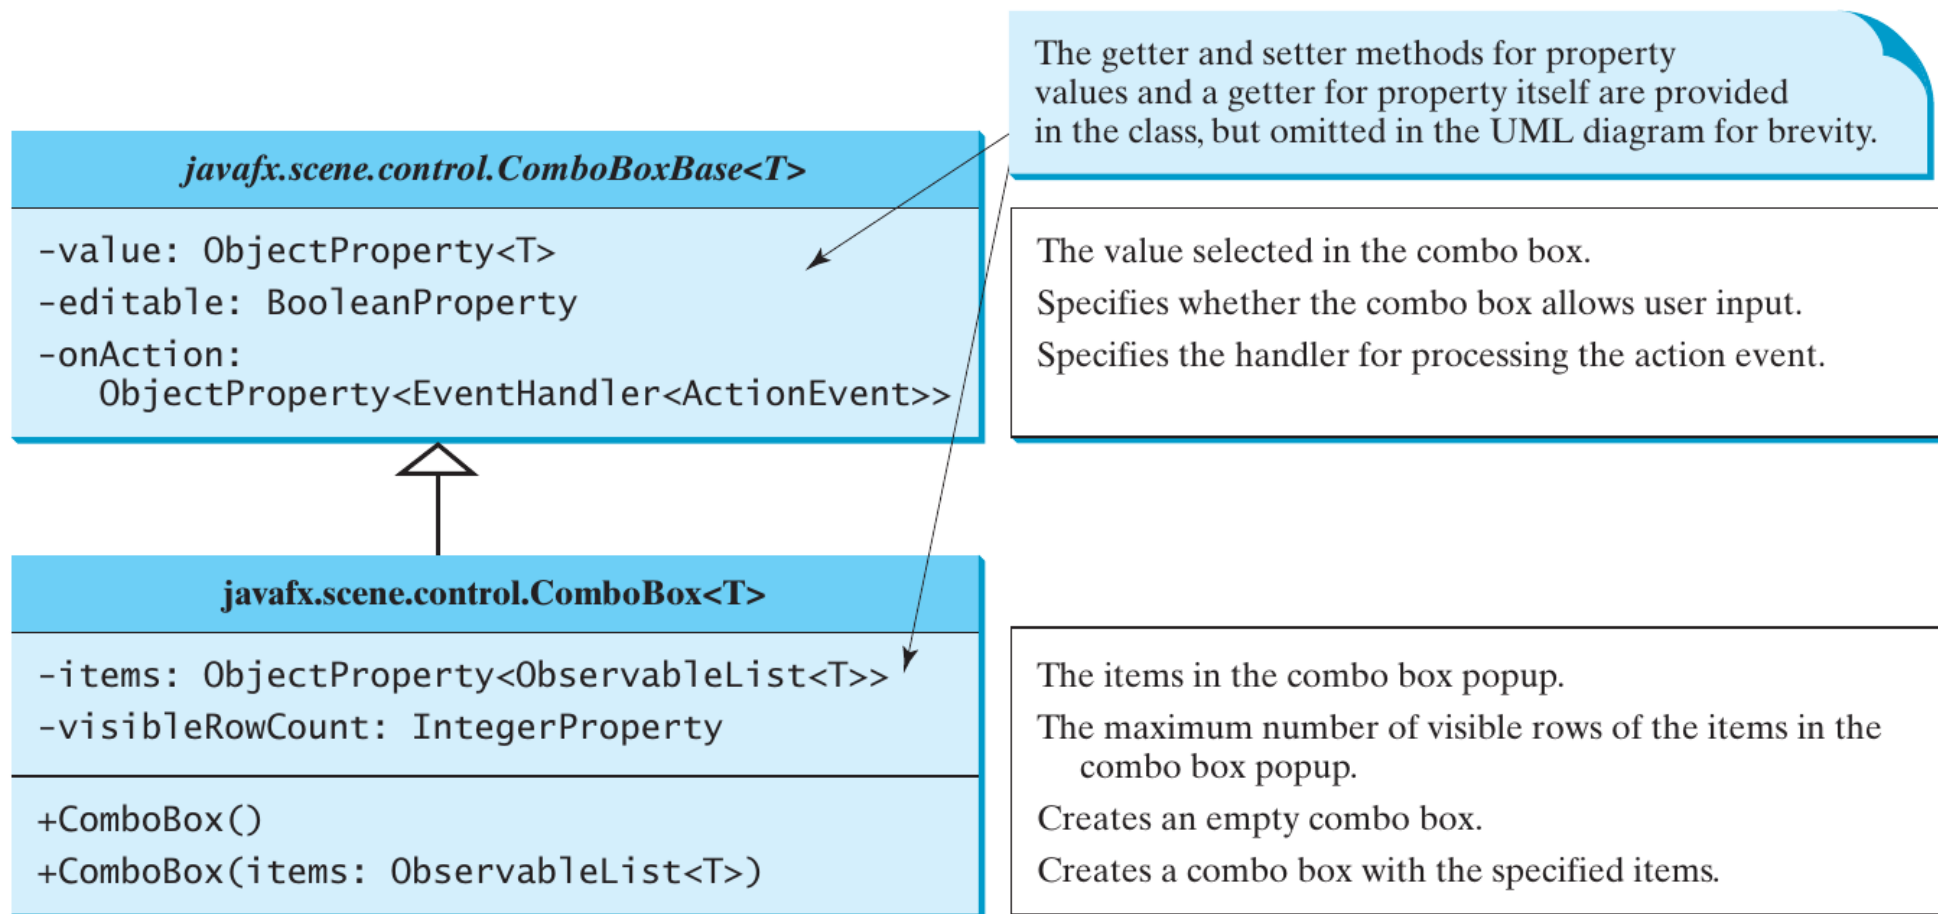 The getter and setter methods for property
values and a getter for property itself are provided
in the class, but omitted in the UML diagram for brevity.
javafx.scene.control.ComboBoxBase<T>
-value: ObjectProperty<T>
-editable: BooleanProperty
-onAction:
ObjectProperty<EventHandler<ActionEvent>>
The value selected in the combo box.
Specifies whether the combo box allows user input.
Specifies the handler for processing the action event.
javafx.scene.control.ComboBox<T>
-items: ObjectProperty<ObservableList<T>>
-visibleRowCount: IntegerProperty
+ComboBox()
+ComboBox(items: ObservableList<T>)
The items in the combo box popup.
The maximum number of visible rows of the items in the
combo box popup.
Creates an empty combo box.
Creates a combo box with the specified items.